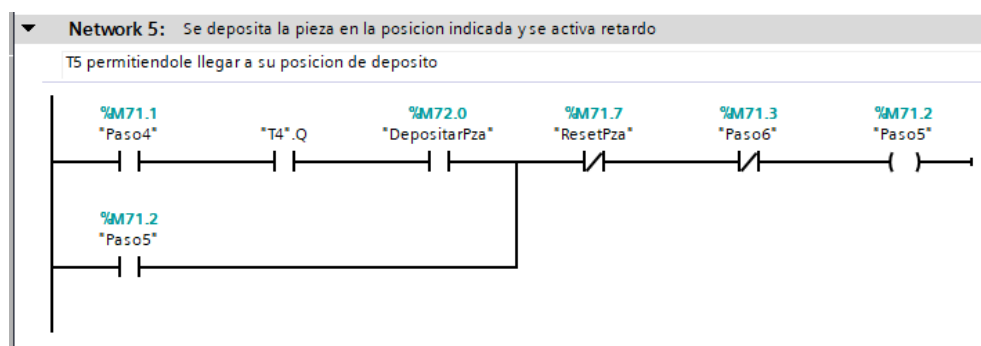 Network 5: Se deposita la pieza en la posicion indicada y se activa retardo
T5 permitiendole llegar a su posicion de deposito
%M71.1 %M72.0 %M71.7 %M71.3 %M71.2
"Paso4" "T4".Q "DepositarPza" "ResetPza" "Paso6" "Paso5"
%M71.2
"Paso5"